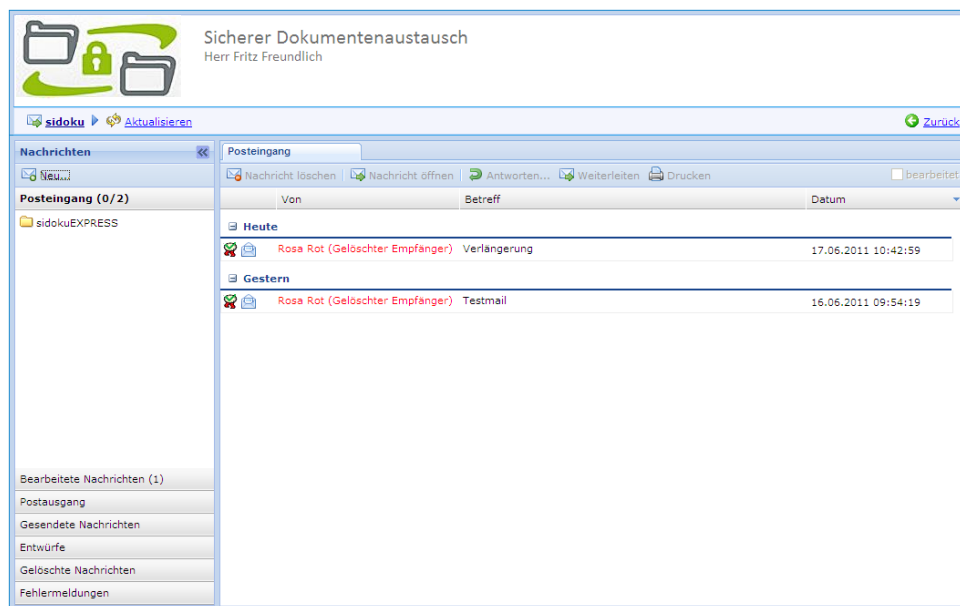 Sicherer Dokumentenaustausch
Herr Fritz Freundlich
sidoku Aktualisieren Zurück
Nachrichten
Neu...
Posteingang (0/2)
sidokuEXPRESS
Bearbeitete Nachrichten (1)
Postausgang
Gesendete Nachrichten
Entwürfe
Gelöschte Nachrichten
Fehlermeldungen
Posteingang
Nachricht löschen Nachricht öffnen Antworten... Weiterleiten Drucken bearbeitet
Von Betreff Datum
Heute
Rosa Rot (Gelöschter Empfänger) Verlängerung 17.06.2011 10:42:59
Gestern
Rosa Rot (Gelöschter Empfänger) Testmail 16.06.2011 09:54:19